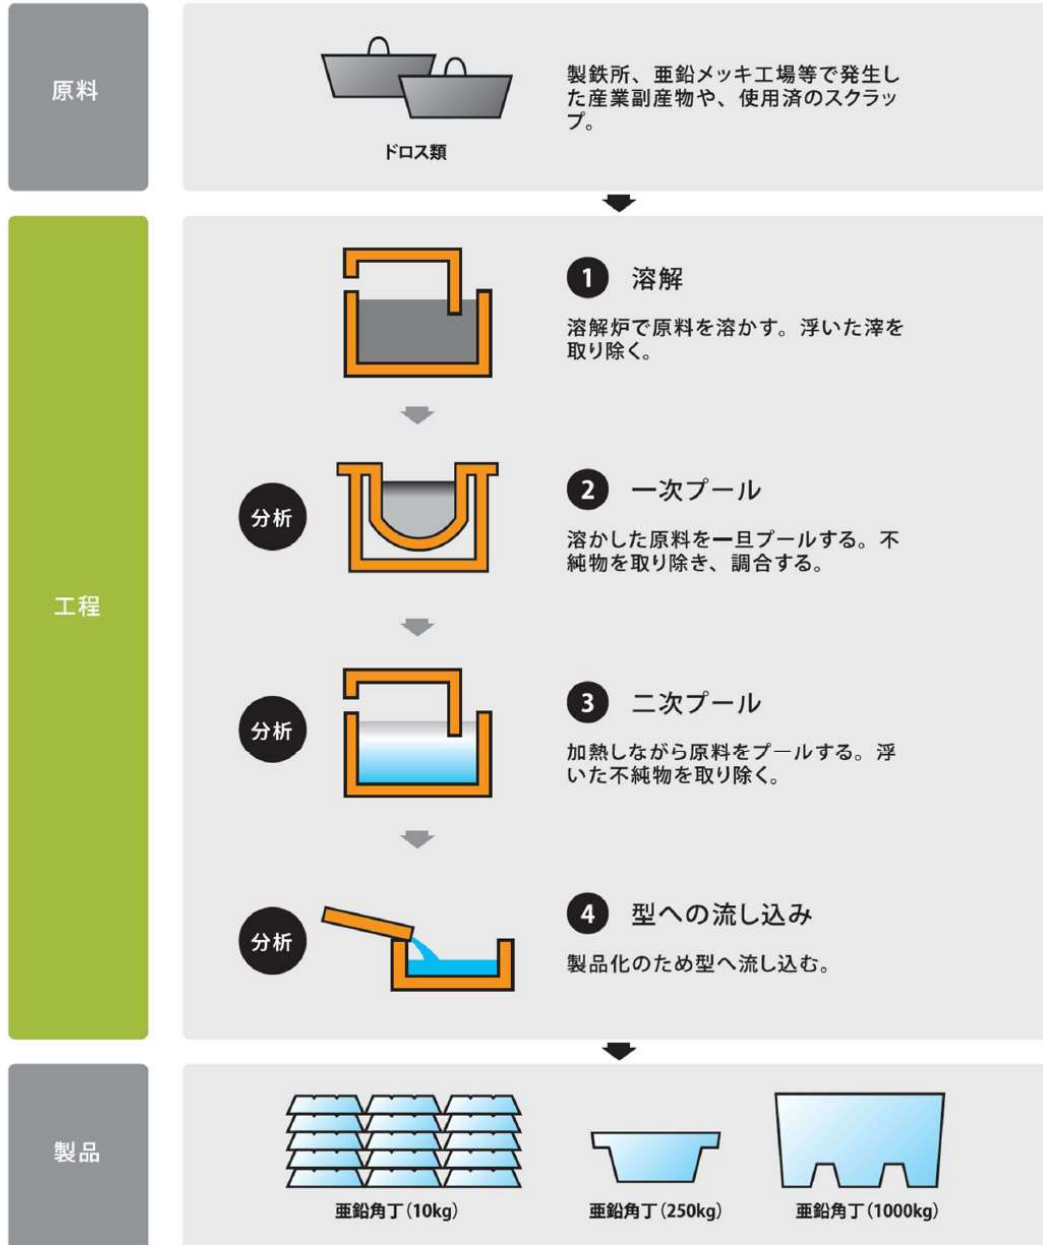 原料
製鉄所、亜鉛メッキ工場等で発生し
た産業副産物や、使用済のスクラッ
プ。
ドロス類
工程
1 溶解
溶解炉で原料を溶かす。浮いた滓を
取り除く。
分析
2 一次プール
溶かした原料を一旦プールする。不
純物を取り除き、調合する。
分析
3 二次プール
加熱しながら原料をプールする。浮
いた不純物を取り除く。
分析
4 型への流し込み
製品化のため型へ流し込む。
製品
亜鉛角丁(10kg)
亜鉛角丁(250kg)
亜鉛角丁(1000kg)